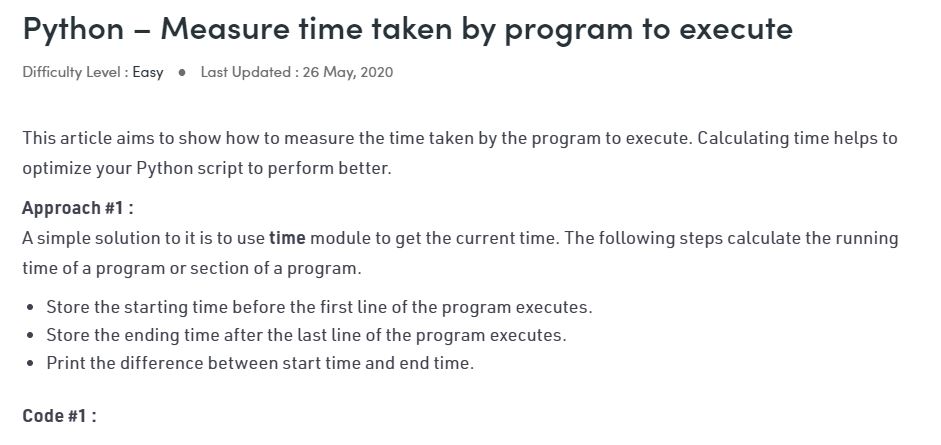 Python – Measure time taken by program to execute
Difficulty Level : Easy ● Last Updated : 26 May, 2020
This article aims to show how to measure the time taken by the program to execute. Calculating time helps to
optimize your Python script to perform better.
Approach #1 :
A simple solution to it is to use time module to get the current time. The following steps calculate the running
time of a program or section of a program.
• Store the starting time before the first line of the program executes.
• Store the ending time after the last line of the program executes.
• Print the difference between start time and end time.
Code #1 :